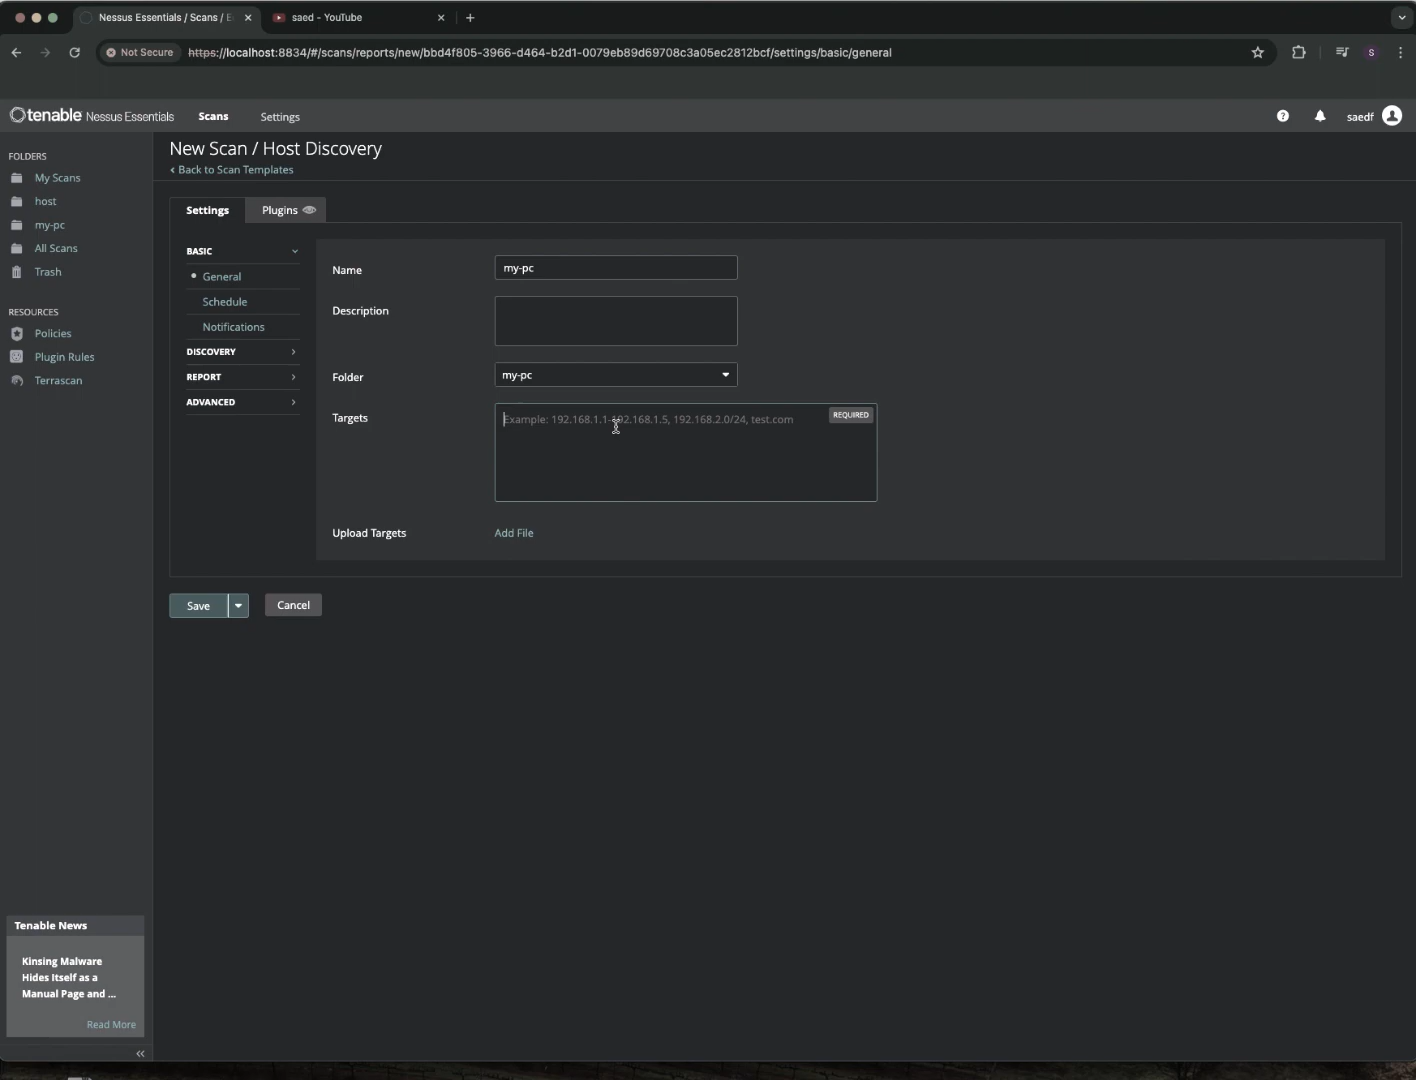 Nessus Essentials / Scans / E
saed - YouTube
Not Secure
https://localhost:8834/#/scans/reports/new/bbd4f805-3966-d464-b2d1-0079eb89d69708c3a05ec2812bcf/settings/basic/general
S
tenable Nessus Essentials
Scans
Settings
saedf
FOLDERS
My Scans
host
my-pc
All Scans
Trash
RESOURCES
Policies
Plugin Rules
Terrascan
New Scan / Host Discovery
‹ Back to Scan Templates
Settings
Plugins
BASIC
General
Schedule
Notifications
DISCOVERY
REPORT
ADVANCED
Name
my-pc
Description
Folder
my-pc
Targets
Example: 192.168.1.1-192.168.1.5, 192.168.2.0/24, test.com
REQUIRED
Upload Targets
Add File
Save
Cancel
Tenable News
Kinsing Malware
Hides Itself as a
Manual Page and ...
Read More